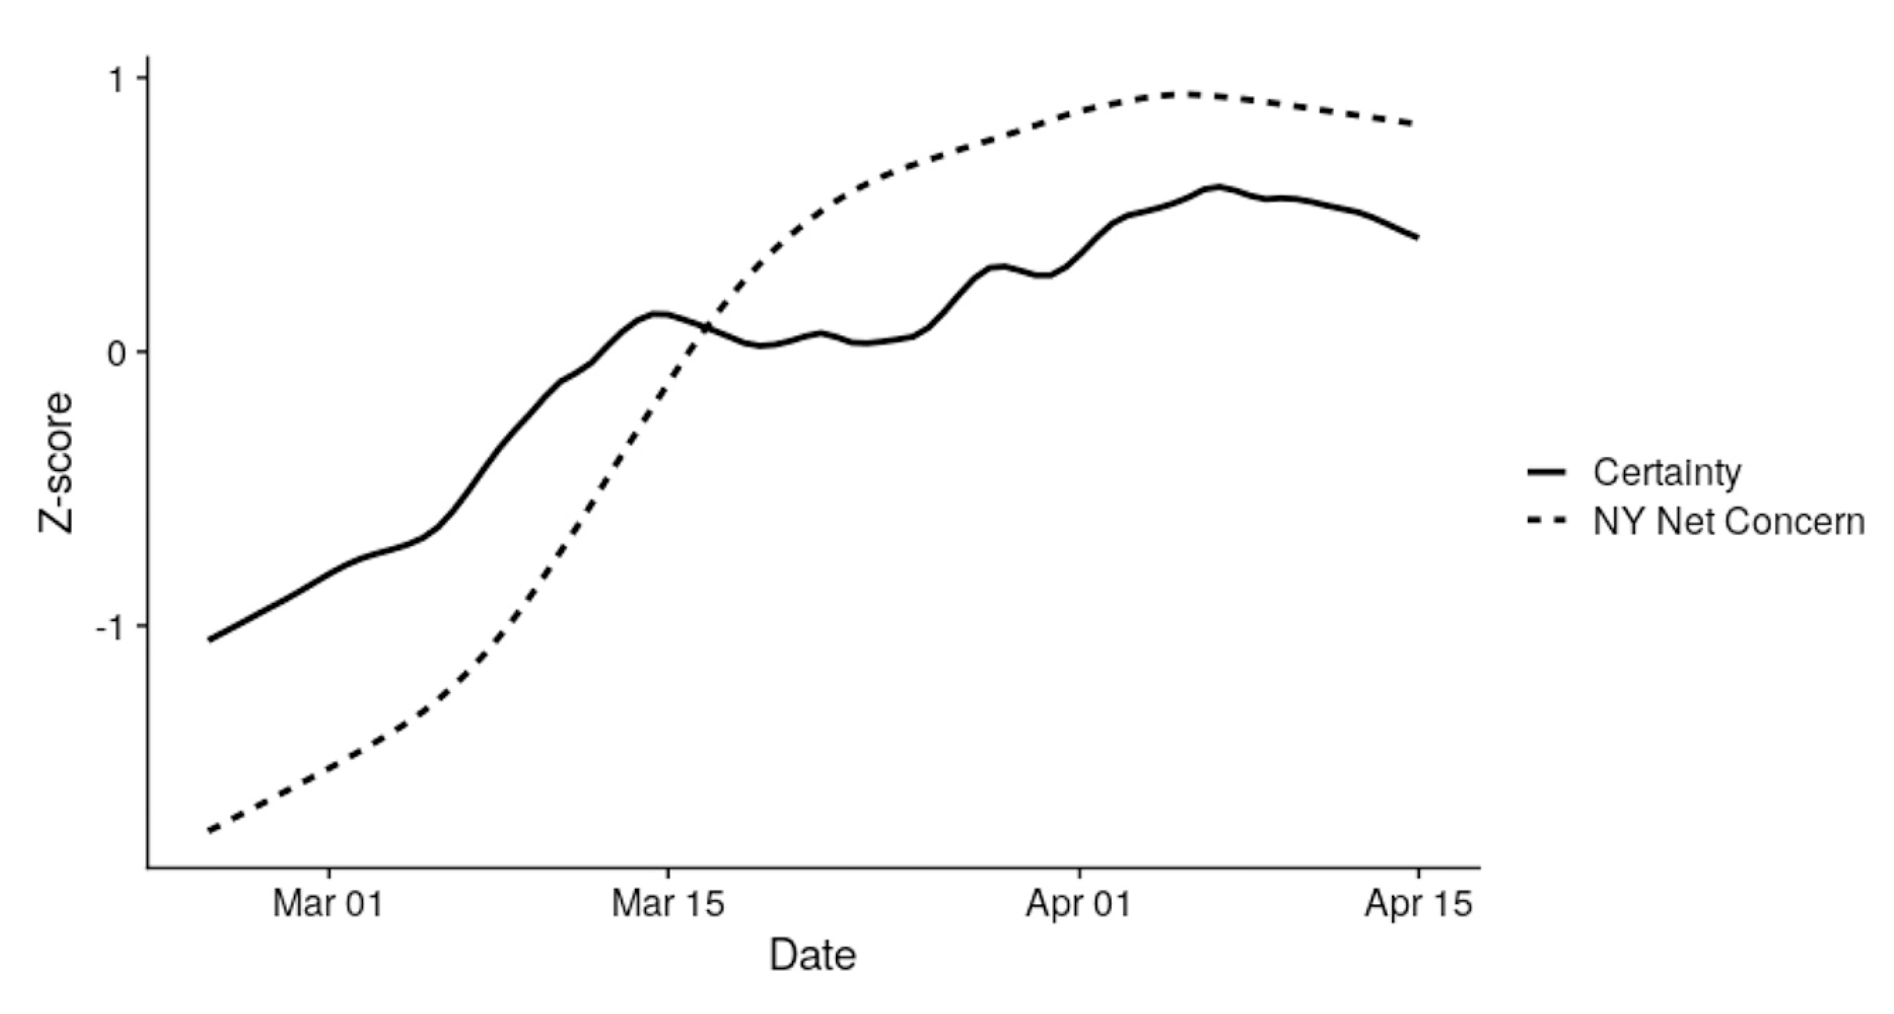 1
0
-1
Z-score
Mar 01 Mar 15 Apr 01 Apr 15
Date
Certainty
NY Net Concern